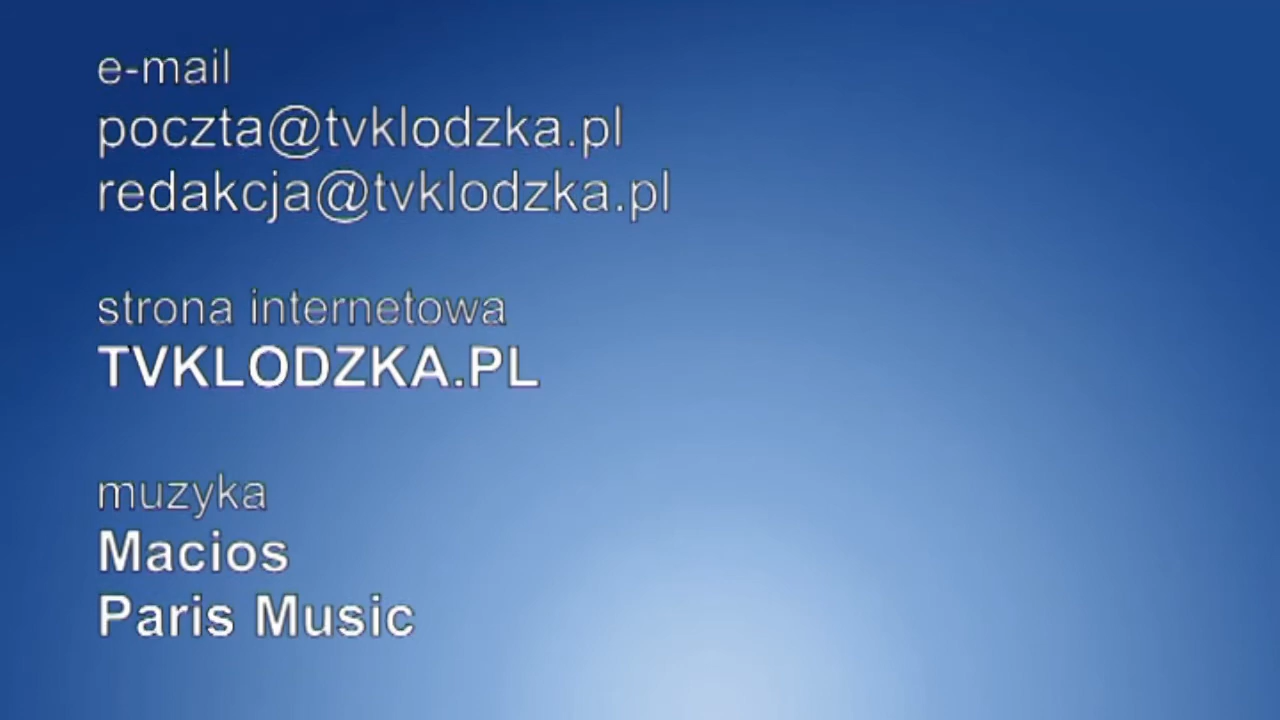 e-mail
poczta@tvklodzka.pl
redakcja@tvklodzka.pl
strona internetowa
TVKLODZKA.PL
muzyka
Macios
Paris Music